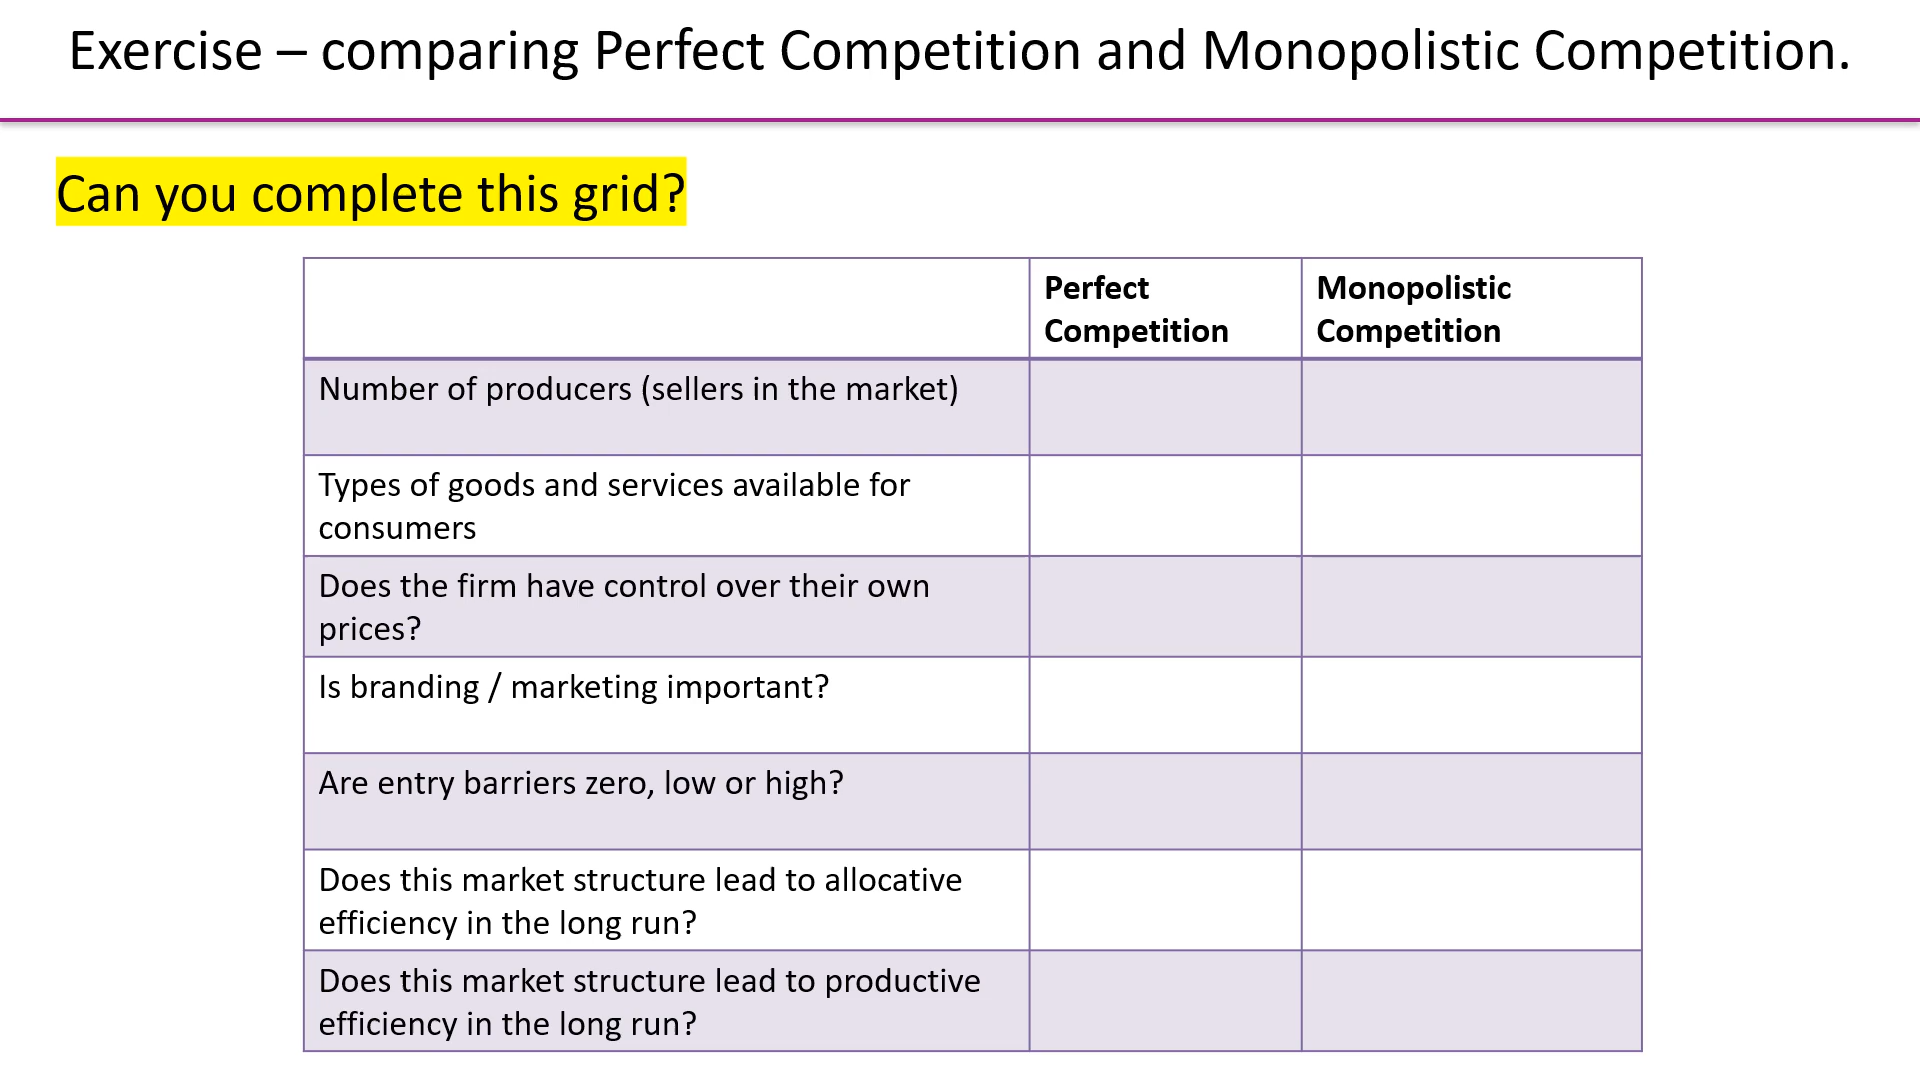 Exercise – comparing Perfect Competition and Monopolistic Competition.
Can you complete this grid?
Perfect
Competition
Monopolistic
Competition
Number of producers (sellers in the market)
Types of goods and services available for
consumers
Does the firm have control over their own
prices?
Is branding / marketing important?
Are entry barriers zero, low or high?
Does this market structure lead to allocative
efficiency in the long run?
Does this market structure lead to productive
efficiency in the long run?